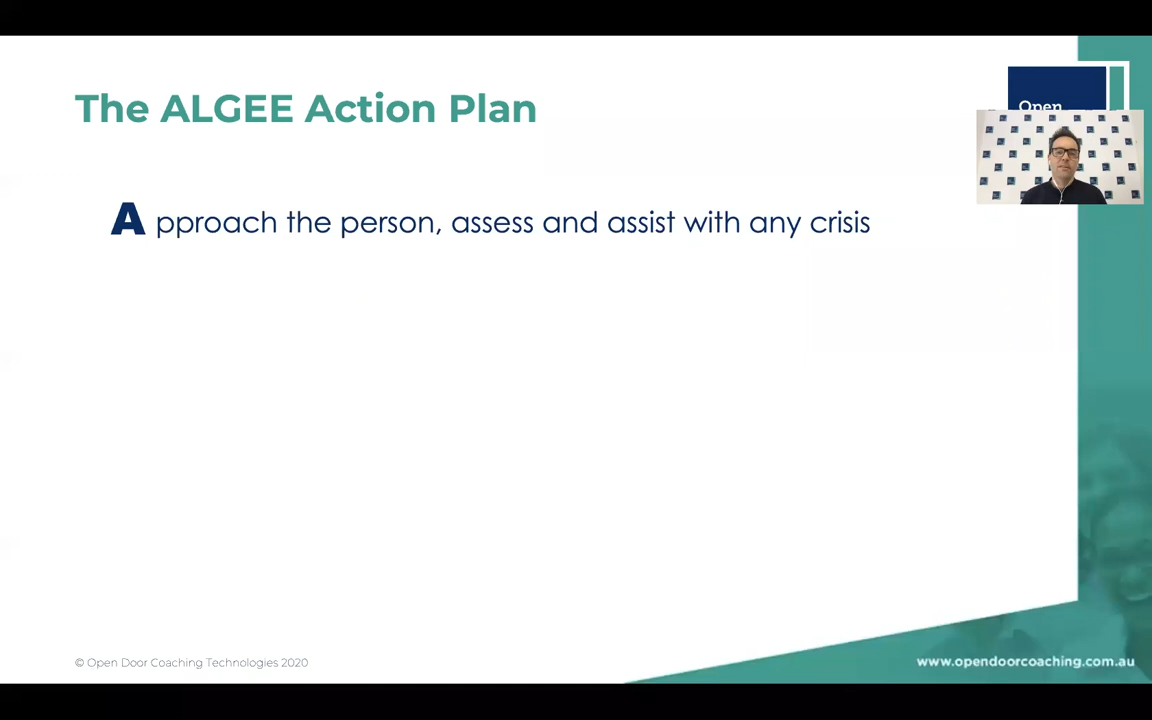 The ALGEE Action Plan
Open
Approach the person, assess and assist with any crisis
© Open Door Coaching Technologies 2020
www.opendoorcoaching.com.au